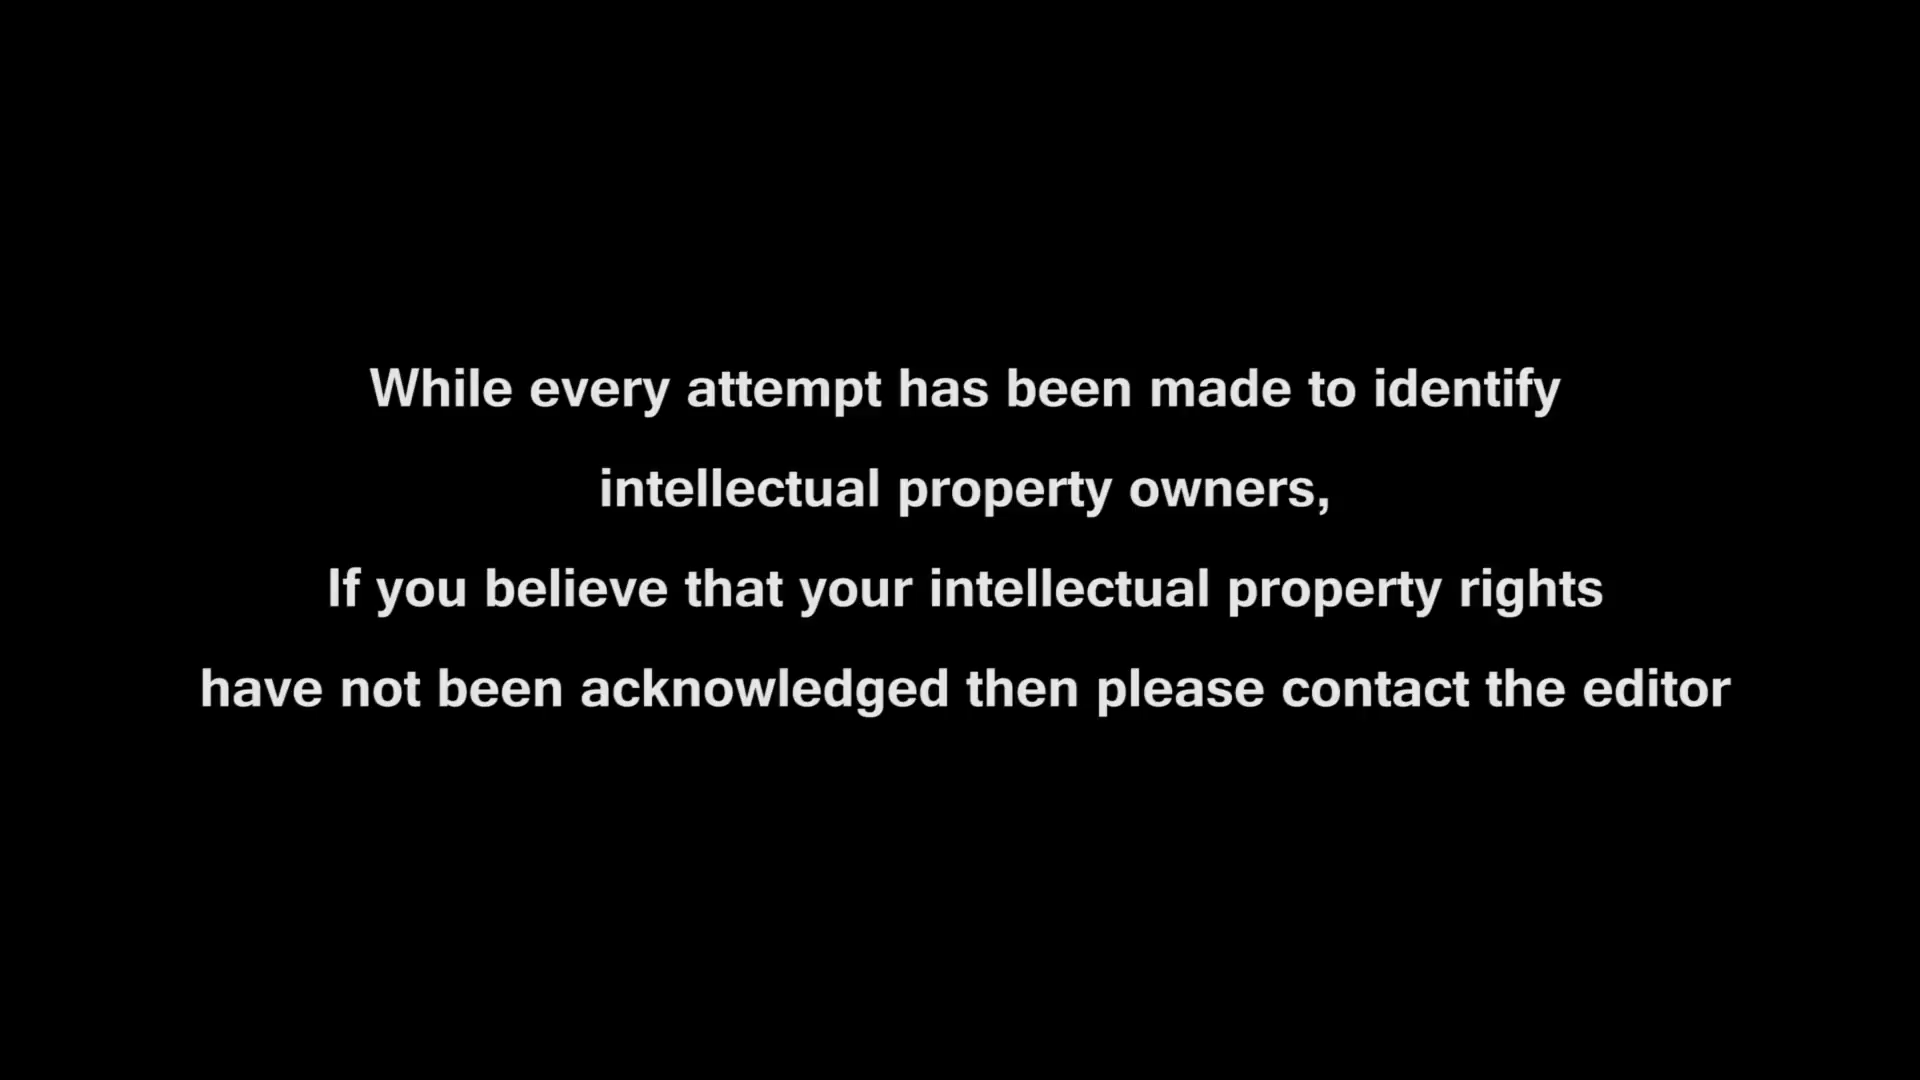 While every attempt has been made to identify
intellectual property owners,
If you believe that your intellectual property rights
have not been acknowledged then please contact the editor